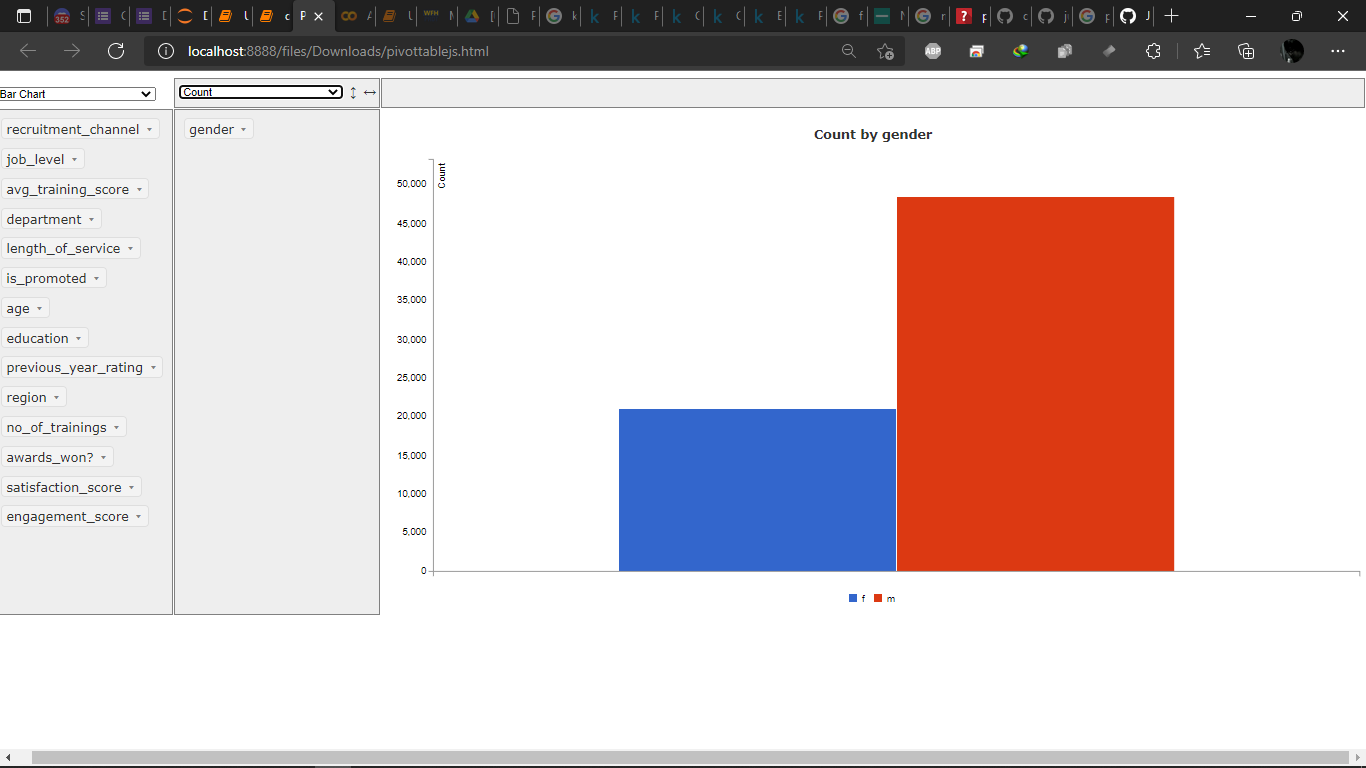 localhost:8888/files/Downloads/pivottablejs.html
ABP
Bar Chart
Count
recruitment_channel
job_level
avg_training_score
department
length_of_service
is_promoted
age
education
previous_year_rating
region
no_of_trainings
awards_won?
satisfaction_score
engagement_score
gender
Count by gender
Count
50,000
45,000
40,000
35,000
30,000
25,000
20,000
15,000
10,000
5,000
0
f
m